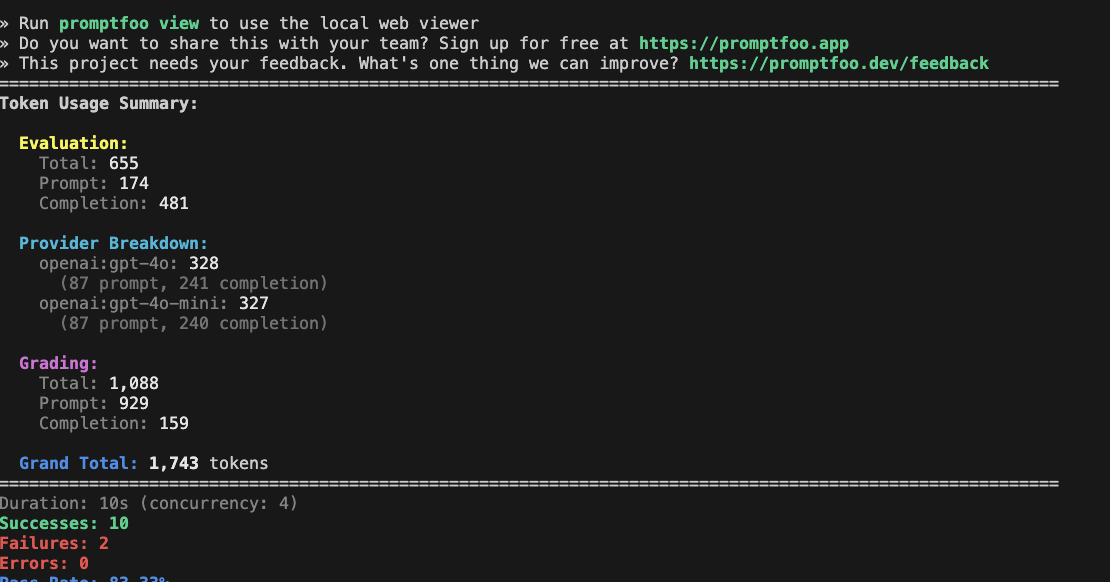 » Run promptfoo view to use the local web viewer
» Do you want to share this with your team? Sign up for free at https://promptfoo.app
» This project needs your feedback. What's one thing we can improve? https://promptfoo.dev/feedback
==========================================================================================================
Token Usage Summary:
Evaluation:
Total: 655
Prompt: 174
Completion: 481
Provider Breakdown:
openai:gpt-4o: 328
(87 prompt, 241 completion)
openai:gpt-4o-mini: 327
(87 prompt, 240 completion)
Grading:
Total: 1,088
Prompt: 929
Completion: 159
Grand Total: 1,743 tokens
==========================================================================================================
Duration: 10s (concurrency: 4)
Successes: 10
Failures: 2
Errors: 0
Pass Rate: 83.33%